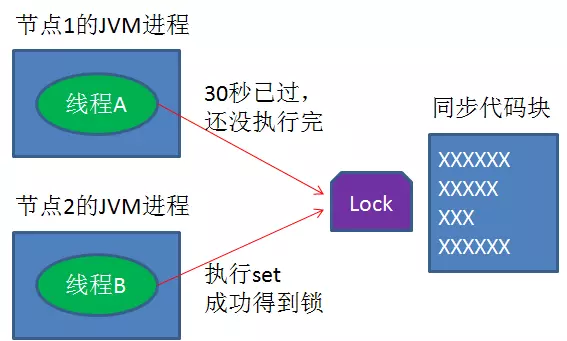 节点1的JVM进程
线程A
30秒已过，
还没执行完
同步代码块
XXXXXX
XXXXX
XXX
XXXXXX
Lock
节点2的JVM进程
线程B
执行set
成功得到锁